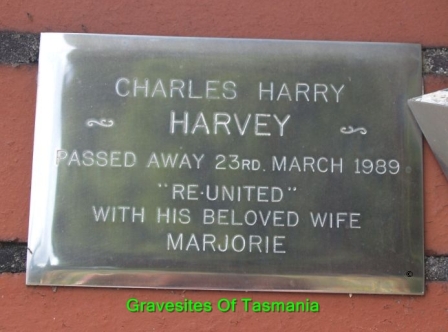 CHARLES HARRY
HARVEY
PASSED AWAY 23RD. MARCH 1989
"RE-UNITED"
WITH HIS BELOVED WIFE
MARJORIE
Gravesites Of Tasmania